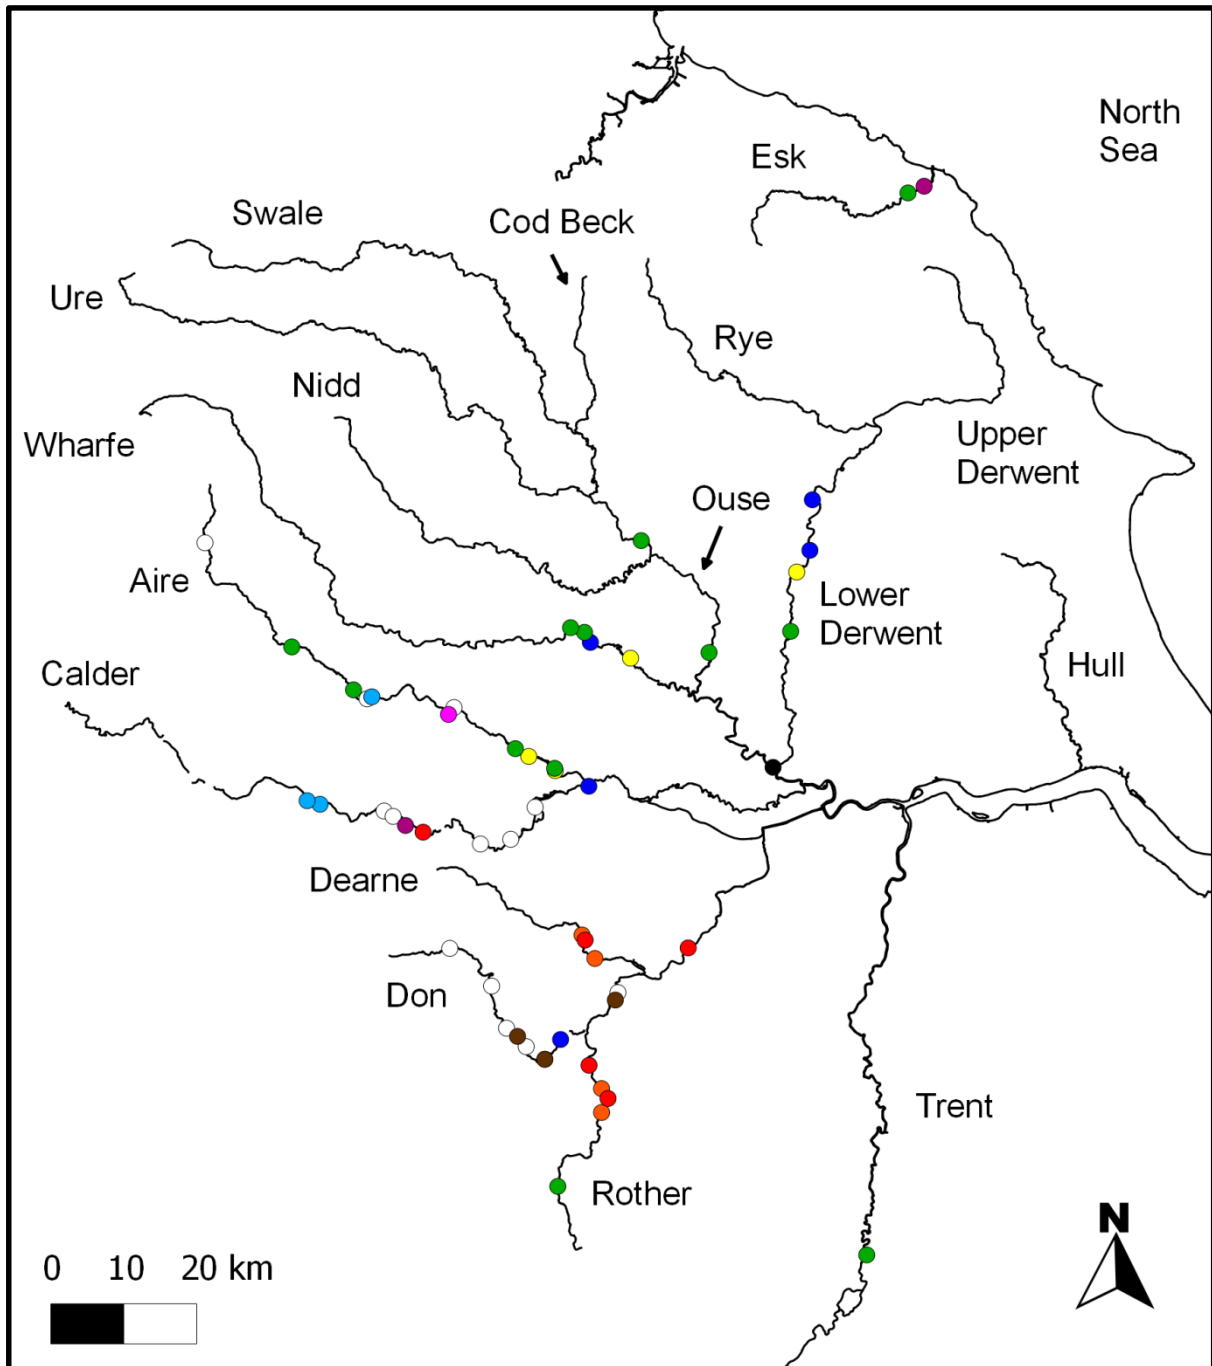 North
Sea
Esk
Swale
Cod Beck
Ure
Rye
Nidd
Wharfe
Upper
Derwent
Ouse
Aire
Lower
Derwent
Hull
Calder
Dearne
Don
Trent
Rother
N
0 10 20 km